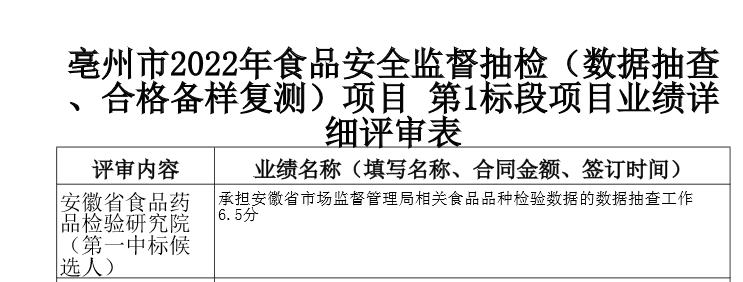 亳州市2022年食品安全监督抽检（数据抽查
、合格备样复测）项目 第1标段项目业绩详
细评审表
评审内容 业绩名称（填写名称、合同金额、签订时间）
安徽省食品药
品检验研究院
（第一中标候
选人）
承担安徽省市场监督管理局相关食品品种检验数据的数据抽查工作
6.5分